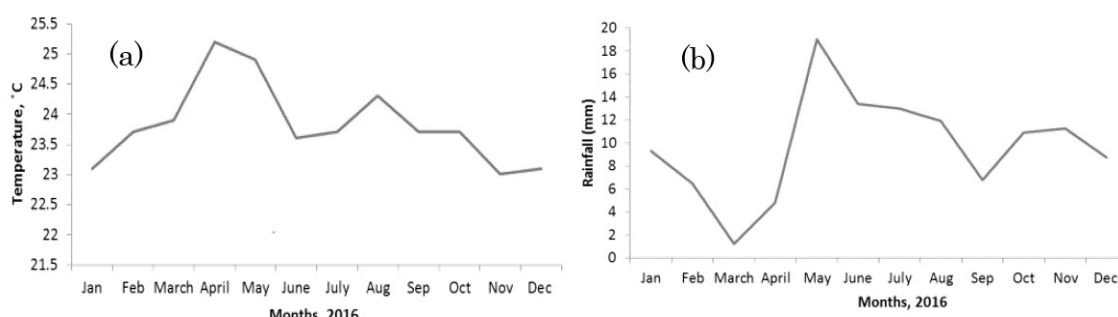 (a)
Temperature, °C
25.5
25
24.5
24
23.5
23
22.5
22
21.5
Jan Feb March April May June July Aug Sep Oct Nov Dec
Months, 2016
(b)
Rainfall (mm)
20
18
16
14
12
10
8
6
4
2
0
Jan Feb March April May June July Aug Sep Oct Nov Dec
Months, 2016